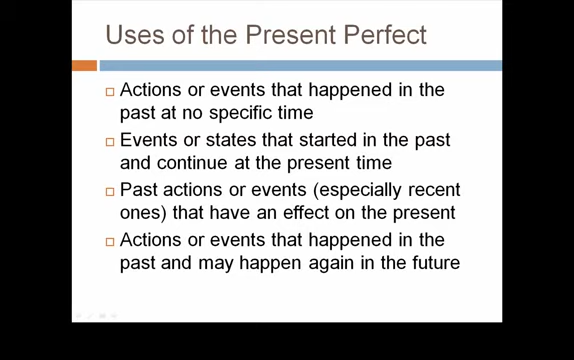 Uses of the Present Perfect
Actions or events that happened in the
past at no specific time
Events or states that started in the past
and continue at the present time
Past actions or events (especially recent
ones) that have an effect on the present
Actions or events that happened in the
past and may happen again in the future